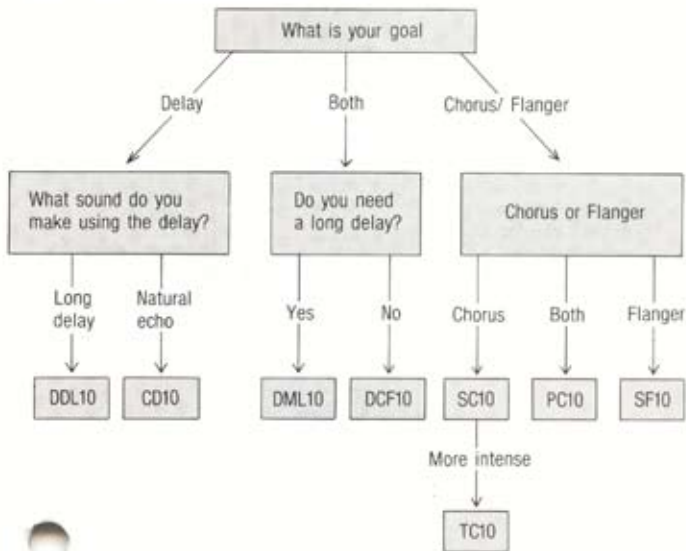 What is your goal
Delay
Both
Chorus/ Flanger
What sound do you
make using the delay?
Do you need
a long delay?
Chorus or Flanger
Long
delay
Natural
echo
Yes
No
Chorus
Both
Flanger
DDL10
CD10
DML10
DCF10
SC10
PC10
SF10
More intense
TC10